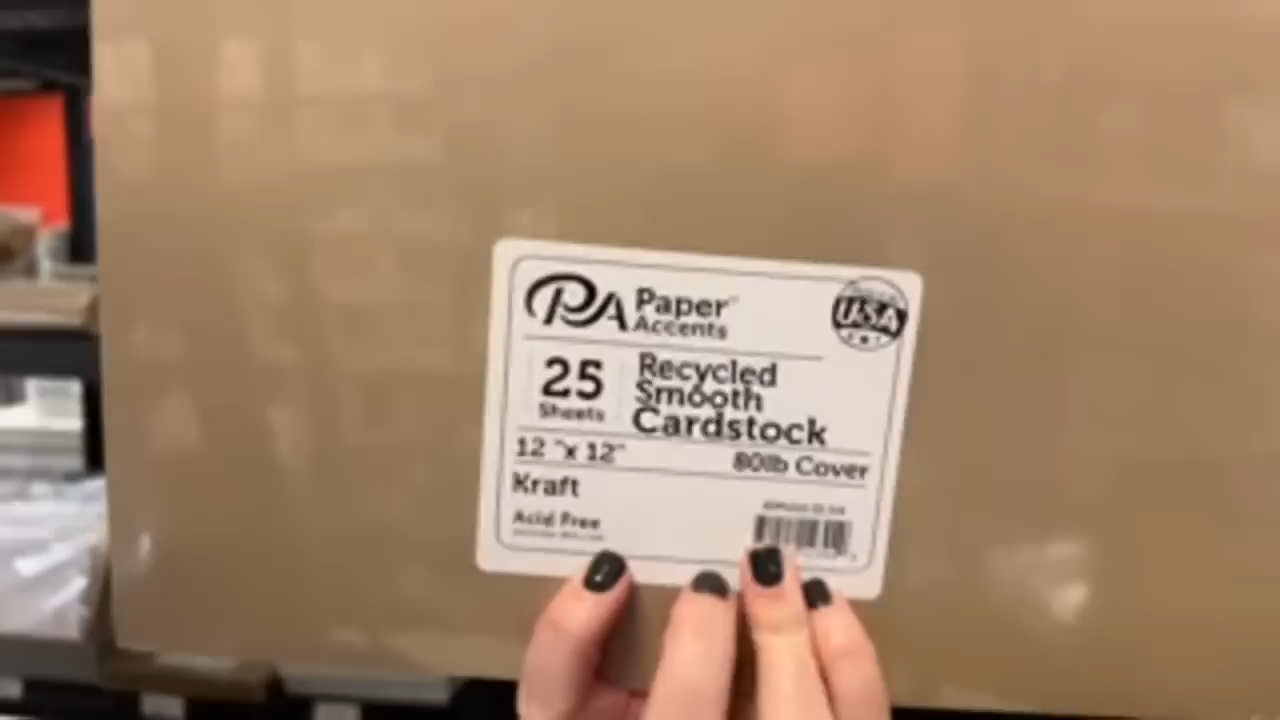 PA Paper
Accents
USA
25
Sheets
Recycled
Smooth
Cardstock
12 "x 12"
80lb Cover
Kraft
Acid Free